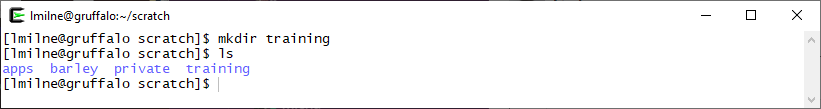 lmilne@gruffalo:~/scratch
[lmilne@gruffalo scratch]$ mkdir training
[lmilne@gruffalo scratch]$ ls
apps  barley  private  training
[lmilne@gruffalo scratch]$